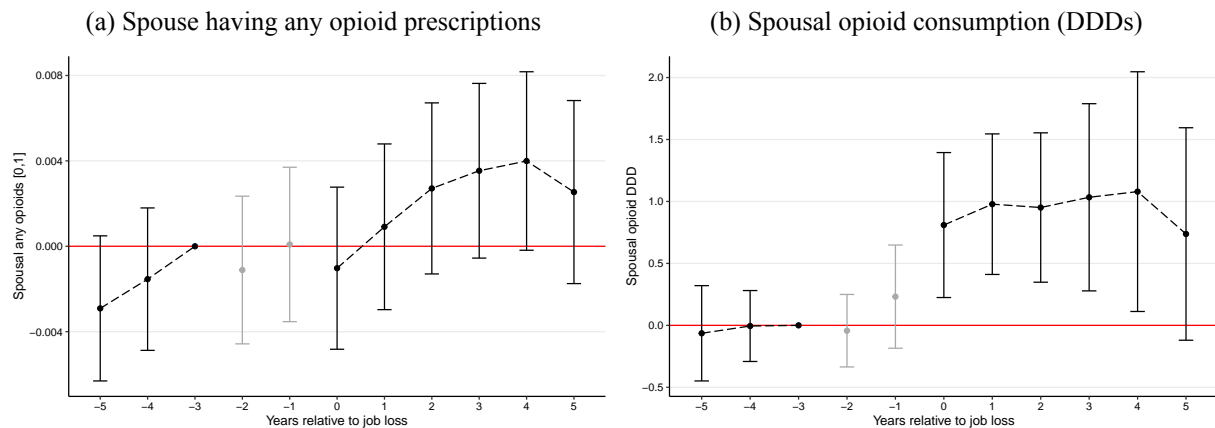 (a) Spouse having any opioid prescriptions
Spousal any opioids [0,1]
0.008
0.004
0.000
−0.004
−5 −4 −3 −2 −1 0 1 2 3 4 5
Years relative to job loss
(b) Spousal opioid consumption (DDDs)
Spousal opioid DDD
2.0
1.5
1.0
0.5
0.0
−0.5
−5 −4 −3 −2 −1 0 1 2 3 4 5
Years relative to job loss